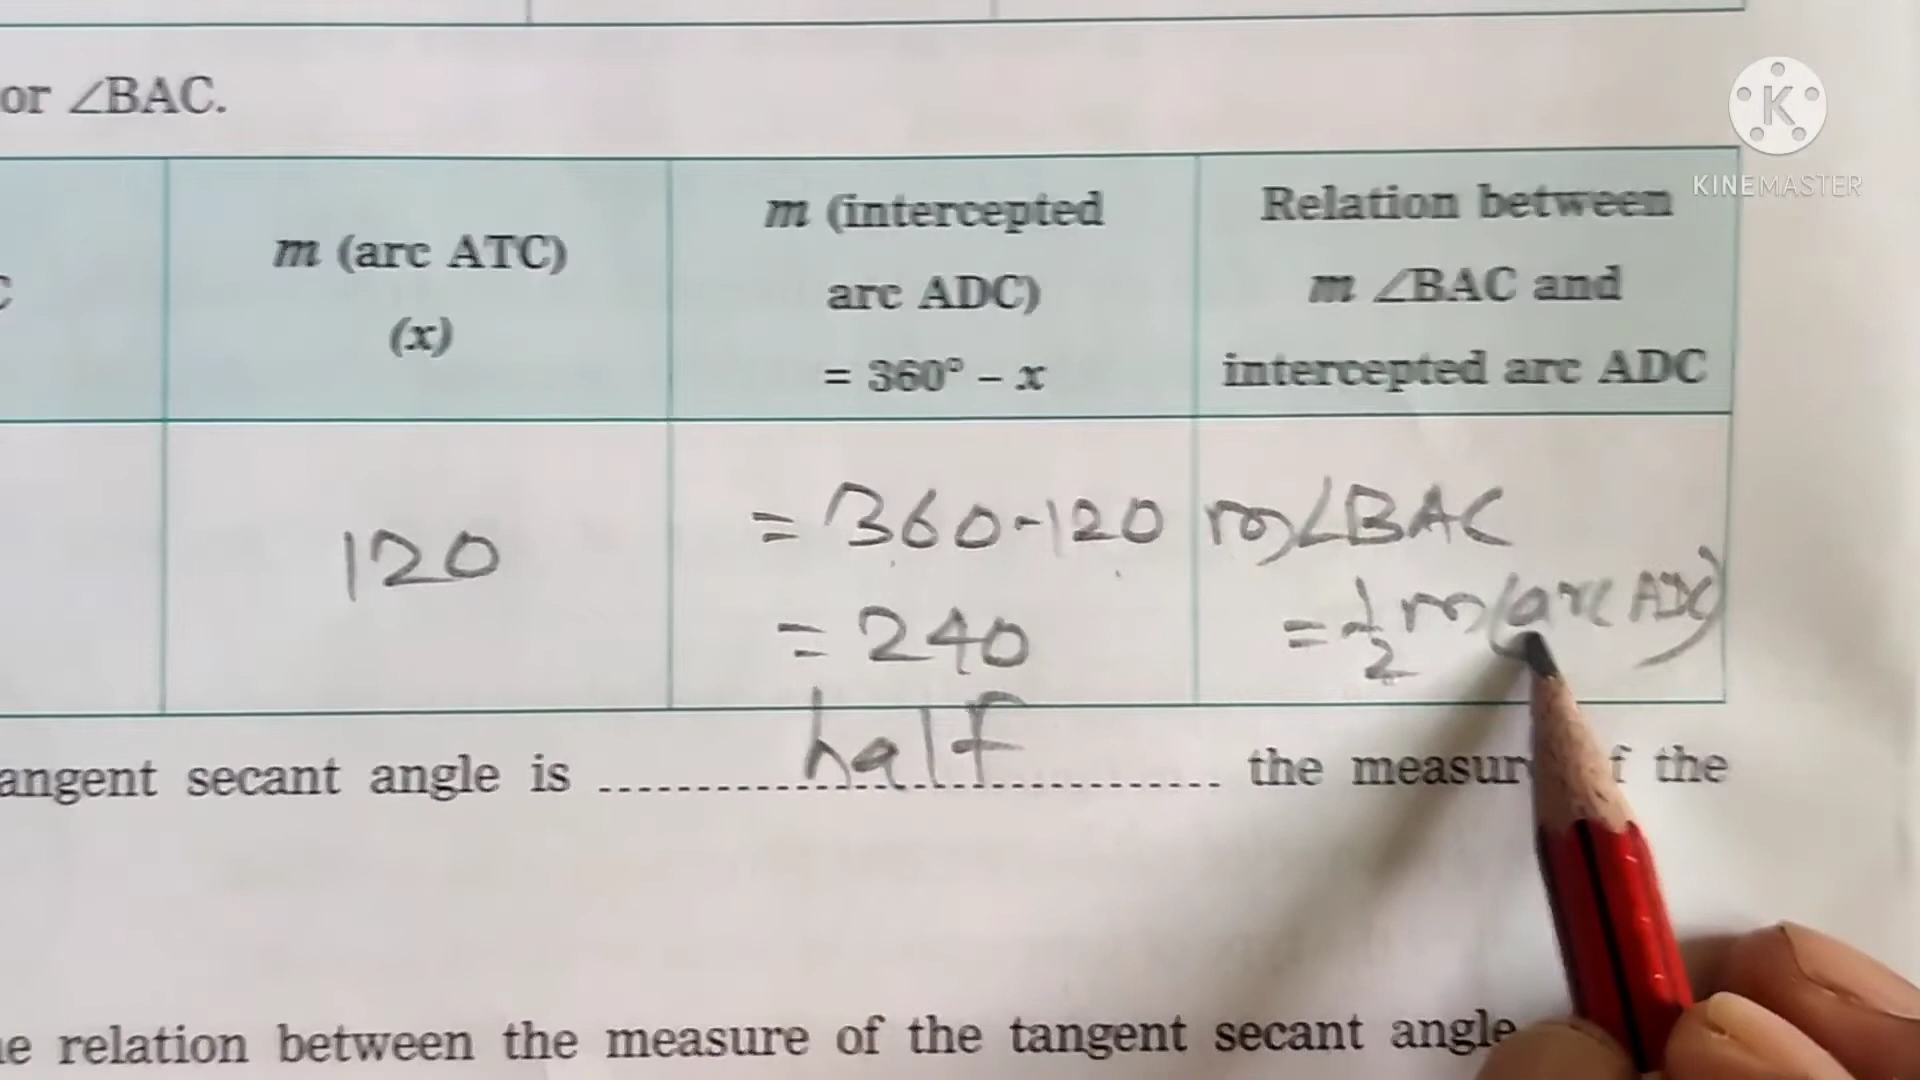 or ∠BAC.
K
KINEMASTER
m (arc ATC)
(x)
m (intercepted
arc ADC)
= 360° – x
Relation between
m ∠BAC and
intercepted arc ADC
120
= 360-120
= 240
m∠BAC
= 1/2 m(arc ADC)
half
angent secant angle is ............ the the
relation between the measure of the tangent secant angle